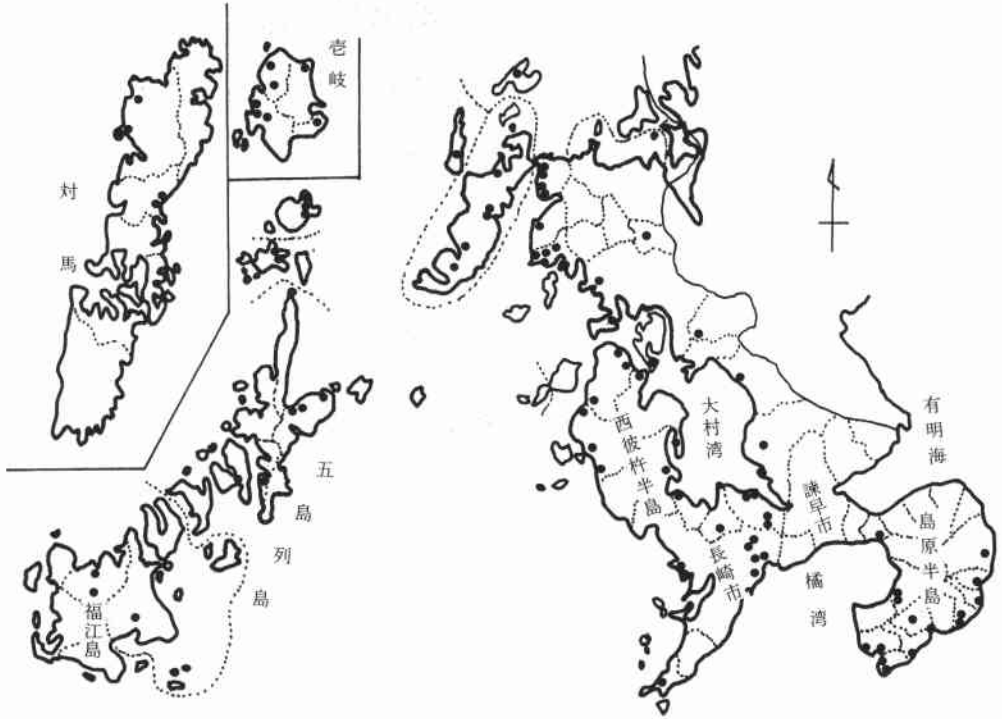 対馬
壱岐
五島列島
福江島
西彼杵半島
大村湾
長崎市
諫早市
橘湾
有明海
島原半島